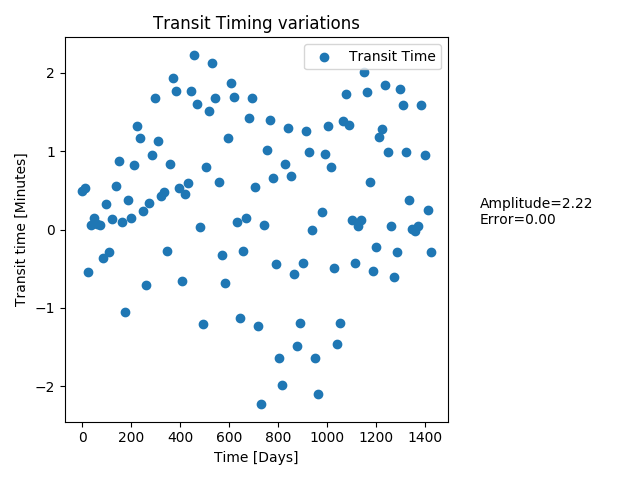 Transit Timing variations
Transit Time
Transit time [Minutes]
2
1
0
−1
−2
0 200 400 600 800 1000 1200 1400
Time [Days]
Amplitude=2.22
Error=0.00